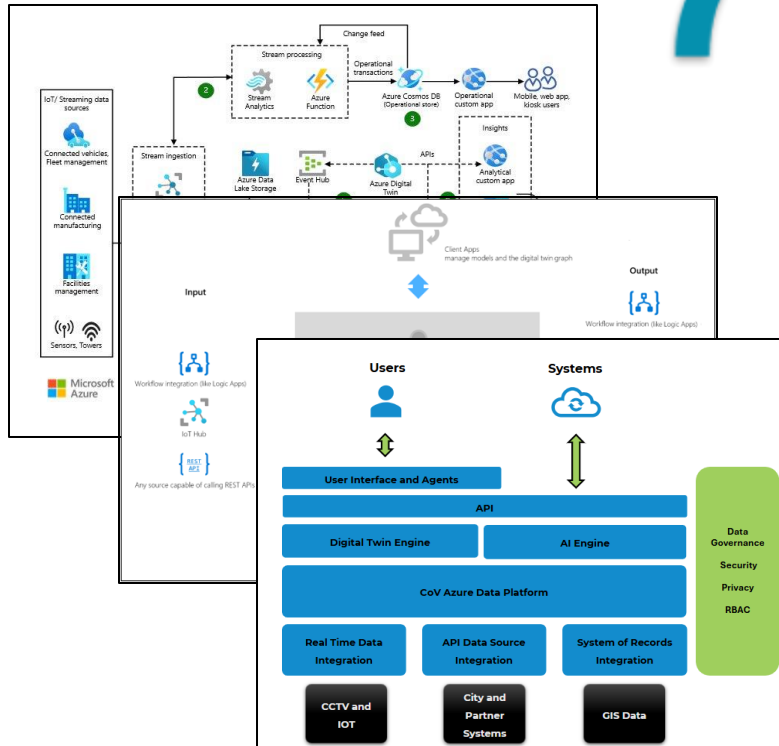 Change feed
Stream processing
Operational
transactions
IoT/ Streaming data
sources
2
Stream
Analytics
Azure
Function
Azure Cosmos DB
(Operational store)
Operational
custom app
Mobile, web app,
kiosk users
3
Connected vehicles,
Fleet management
Stream ingestion
Insights
APIs
Azure Data
Lake Storage
Event Hub
Azure Digital
Twin
Analytical
custom app
Connected
manufacturing
Facilities
management
Sensors, Towers
Microsoft
Azure
Client Apps
manage models and the digital twin graph
Input
Output
Workflow integration (like Logic Apps)
Workflow integration (like Logic Apps)
IoT Hub
REST
API
Any source capable of calling REST APIs
Users
Systems
User Interface and Agents
API
Digital Twin Engine
AI Engine
CoV Azure Data Platform
Real Time Data
Integration
API Data Source
Integration
System of Records
Integration
CCTV and
IOT
City and
Partner
Systems
GIS Data
Data
Governance
Security
Privacy
RBAC